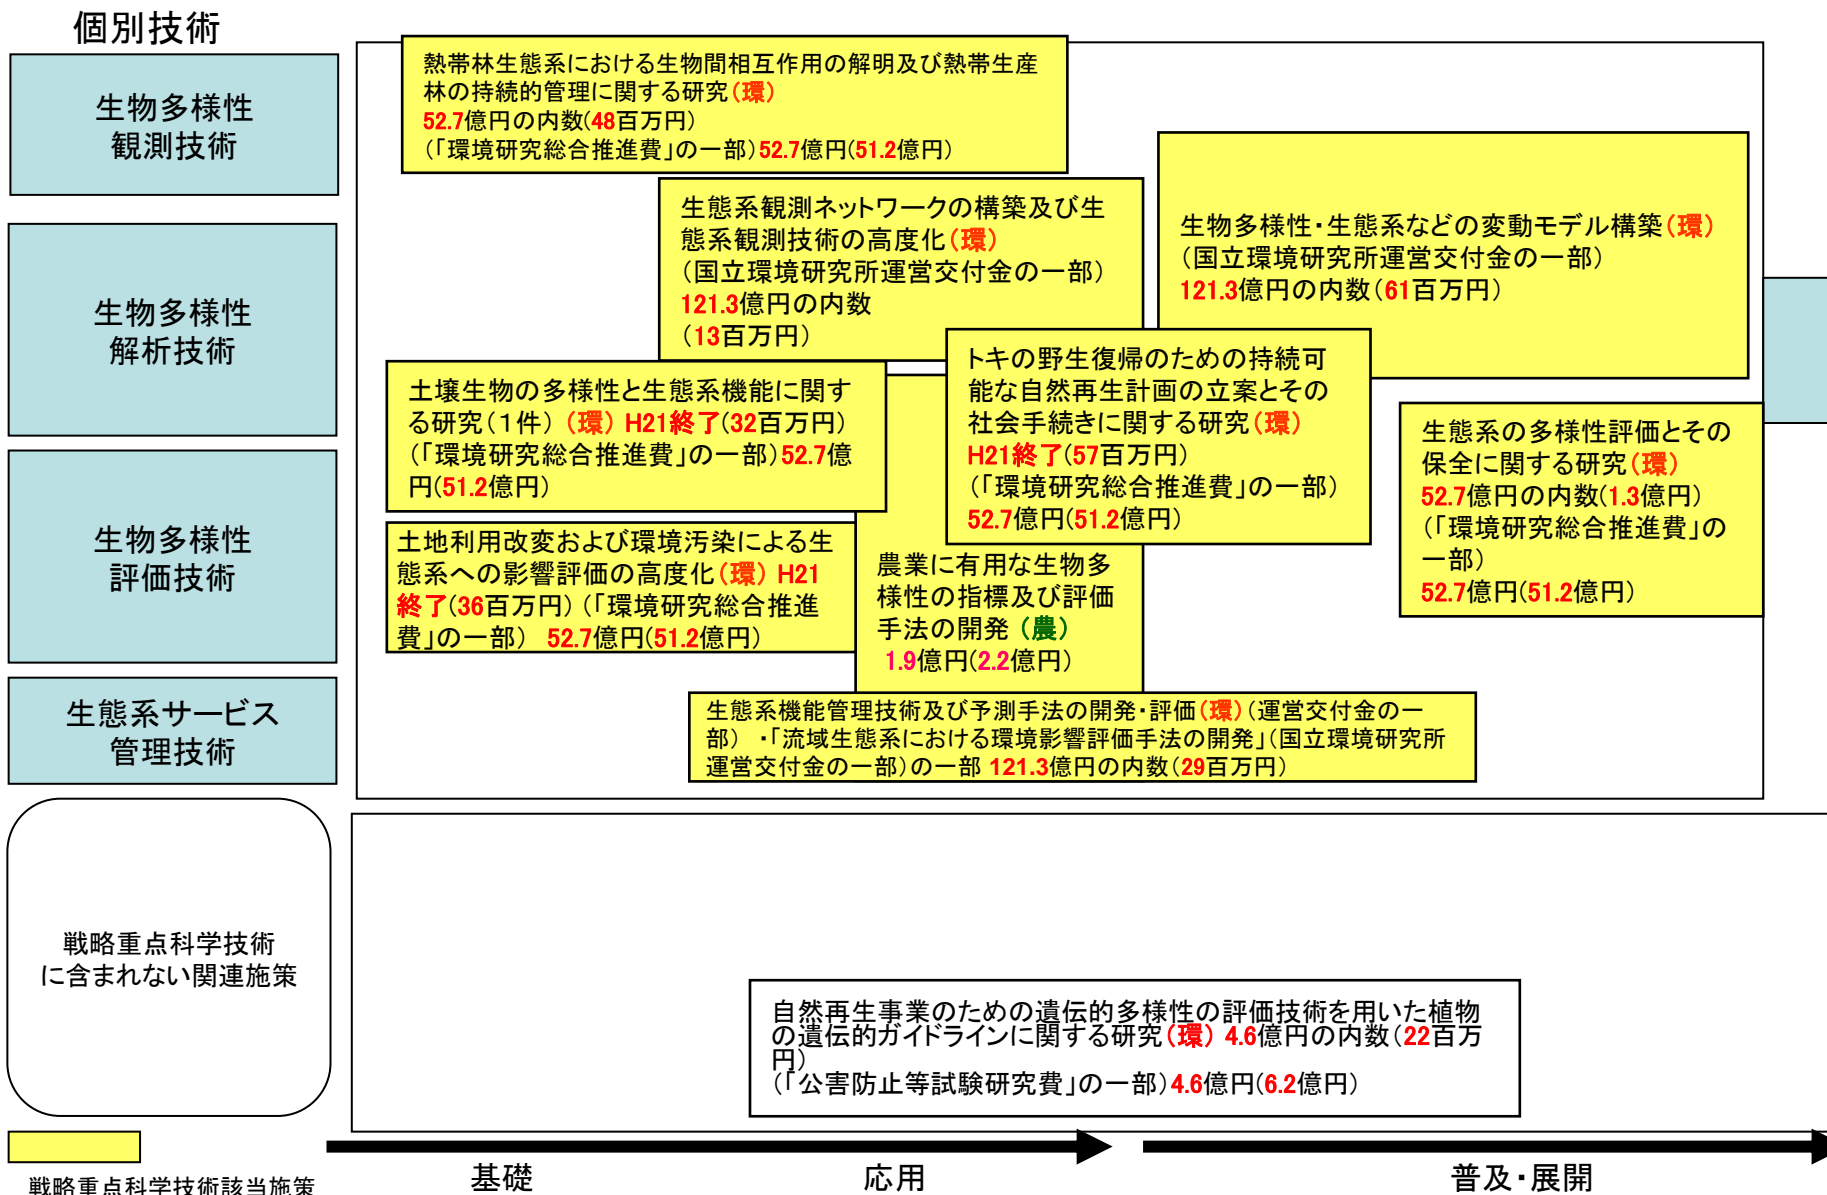 個別技術
生物多様性
観測技術
生物多様性
解析技術
生物多様性
評価技術
生態系サービス
管理技術
戦略重点科学技術
に含まれない関連施策
戦略重点科学技術該当施策
熱帯林生態系における生物間相互作用の解明及び熱帯生産
林の持続的管理に関する研究(環)
52.7億円の内数(48百万円)
(「環境研究総合推進費」の一部)52.7億円(51.2億円)
生態系観測ネットワークの構築及び生
態系観測技術の高度化(環)
(国立環境研究所運営交付金の一部)
121.3億円の内数
(13百万円)
生物多様性・生態系などの変動モデル構築(環)
(国立環境研究所運営交付金の一部)
121.3億円の内数(61百万円)
トキの野生復帰のための持続可
能な自然再生計画の立案とその
社会手続きに関する研究(環)
H21終了(57百万円)
(「環境研究総合推進費」の一部)
52.7億円(51.2億円)
土壌生物の多様性と生態系機能に関す
る研究(1件) (環) H21終了(32百万円)
(「環境研究総合推進費」の一部)52.7億
円(51.2億円)
生態系の多様性評価とその
保全に関する研究(環)
52.7億円の内数(1.3億円)
(「環境研究総合推進費」の
一部)
52.7億円(51.2億円)
土地利用改変および環境汚染による生
態系への影響評価の高度化(環) H21
終了(36百万円) (「環境研究総合推進
費」の一部) 52.7億円(51.2億円)
農業に有用な生物多
様性の指標及び評価
手法の開発 (農)
1.9億円(2.2億円)
生態系機能管理技術及び予測手法の開発・評価(環) (運営交付金の一
部) ・「流域生態系における環境影響評価手法の開発」(国立環境研究所
運営交付金の一部)の一部 121.3億円の内数(29百万円)
自然再生事業のための遺伝的多様性の評価技術を用いた植物
の遺伝的ガイドラインに関する研究(環) 4.6億円の内数(22百万
円)
(「公害防止等試験研究費」の一部)4.6億円(6.2億円)
基礎
応用
普及・展開